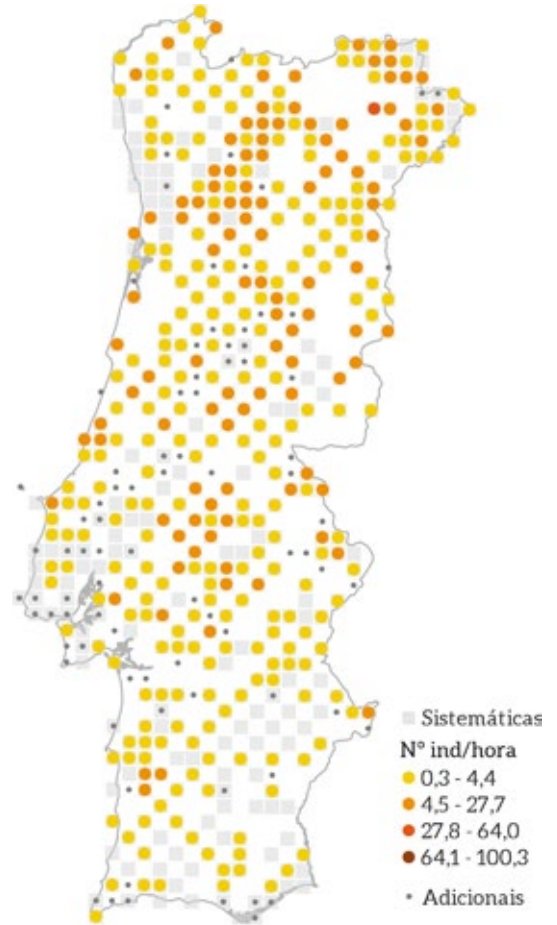 Sistemáticas
N° ind/hora
0,3 - 4,4
4,5 - 27,7
27,8 - 64,0
64,1 - 100,3
Adicionais